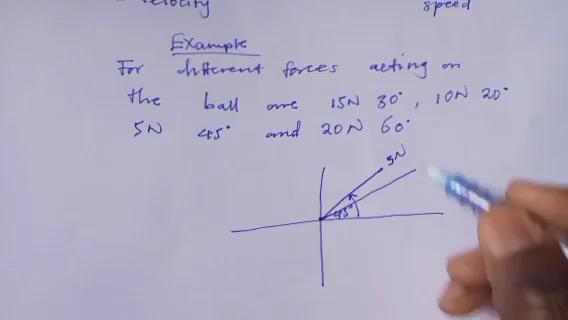 velocity speed
Example
For different forces acting on
the ball are 15N 30°, 10N 20°
5N 45° and 20N 60°
5N
45°